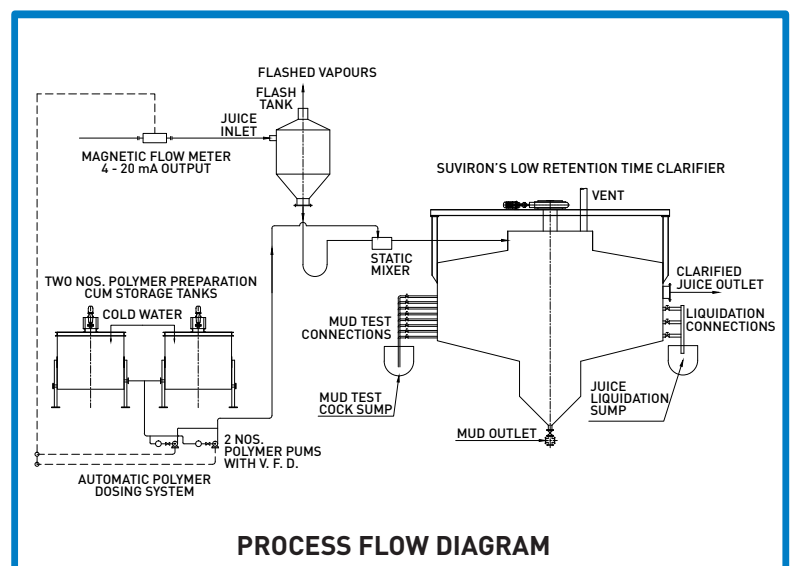 FLASHED VAPOURS
FLASH
TANK
JUICE
INLET
MAGNETIC FLOW METER
4 - 20 mA OUTPUT
SUVIRON'S LOW RETENTION TIME CLARIFIER
VENT
STATIC
MIXER
CLARIFIED
JUICE OUTLET
TWO NOS. POLYMER PREPARATION
CUM STORAGE TANKS
COLD WATER
MUD TEST
CONNECTIONS
LIQUIDATION
CONNECTIONS
MUD TEST
COCK SUMP
JUICE
LIQUIDATION
SUMP
MUD OUTLET
2 NOS.
POLYMER PUMS
WITH V. F. D.
AUTOMATIC POLYMER
DOSING SYSTEM
PROCESS FLOW DIAGRAM